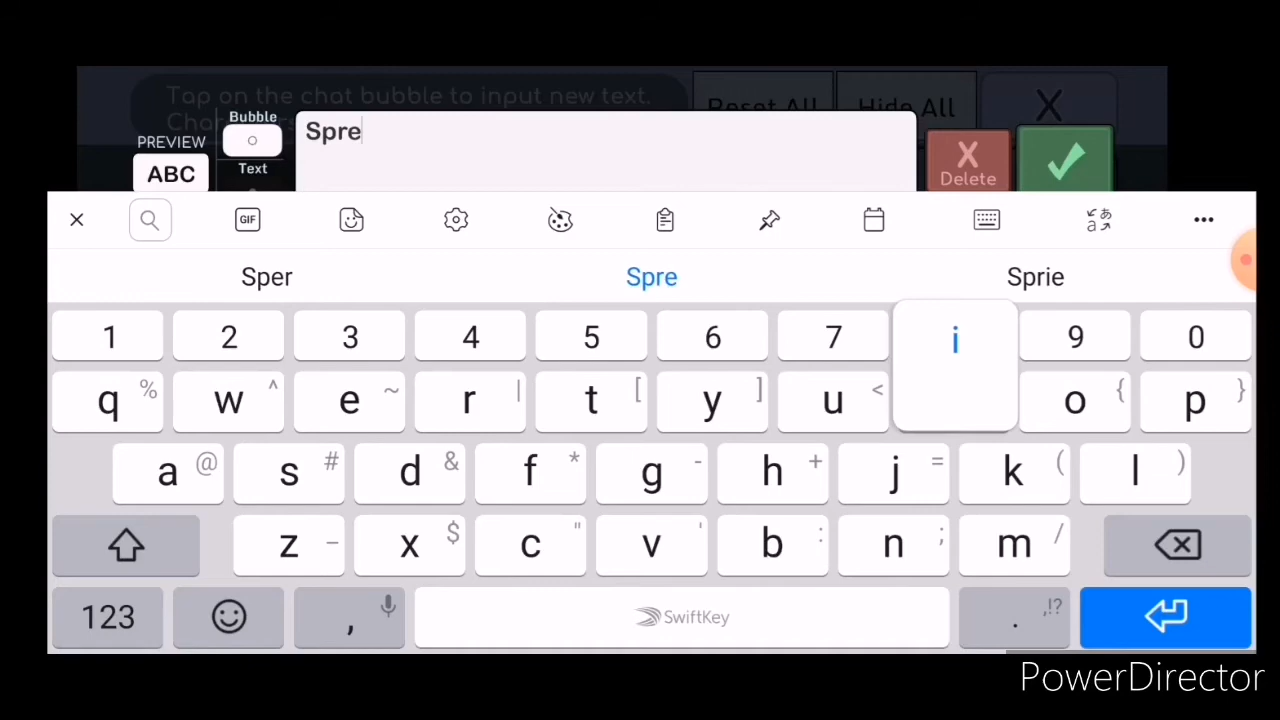 Tap on the chat bubble to input new text.
Reset All
Hide All
X
Bubble
PREVIEW
ABC
Text
Spre
X
Delete
GIF
Sper
Spre
Sprie
1 2 3 4 5 6 7 i 9 0
q % w ^ e ~ r | t [ y ] u < o { p }
a @ s # d & f * g - h + j = k ( l )
z _ x $ c " v ' b : n ; m /
123 , SwiftKey . ,!?
PowerDirector